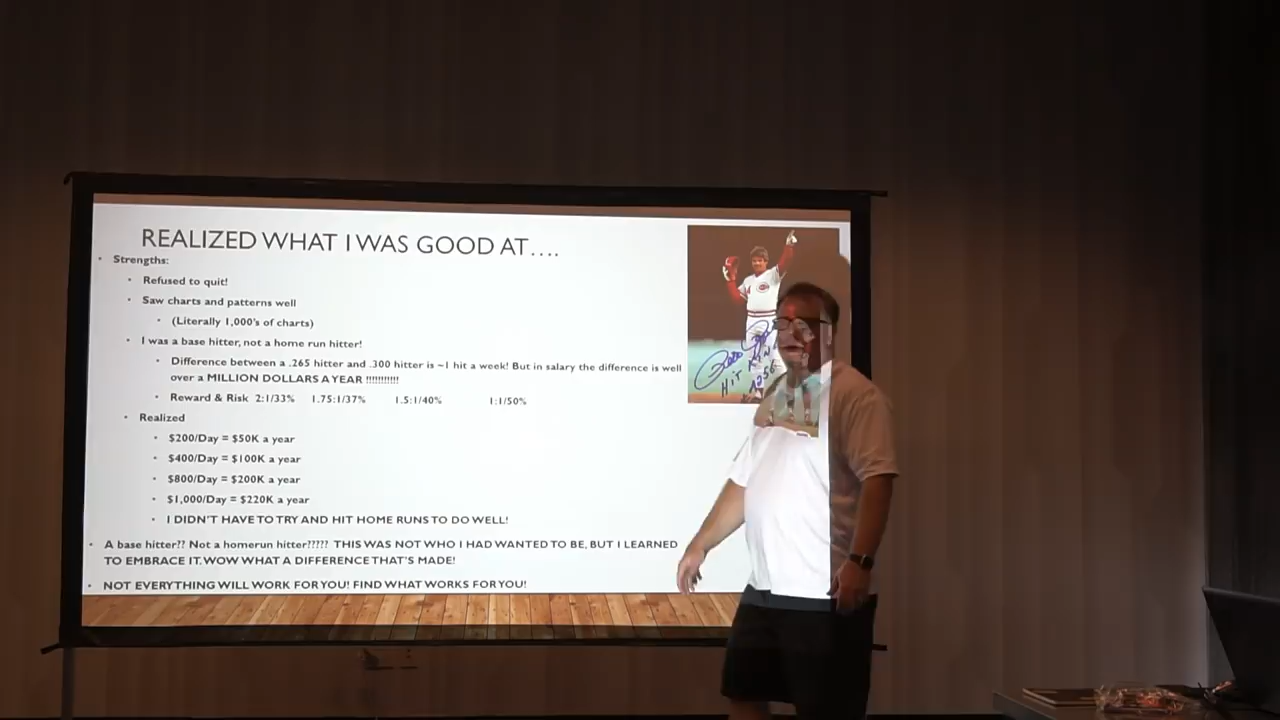 REALIZED WHAT I WAS GOOD AT....
• Strengths:
• Refused to quit!
• Saw charts and patterns well
• (Literally 1,000's of charts)
• I was a base hitter, not a home run hitter!
• Difference between a .265 hitter and .300 hitter is ~1 hit a week! But in salary the difference is well
over a MILLION DOLLARS A YEAR !!!!!!!!!!!
• Reward & Risk 2:1/33% 1.75:1/37% 1.5:1/40% 1:1/50%
• Realized
• $200/Day = $50K a year
• $400/Day = $100K a year
• $800/Day = $200K a year
• $1,000/Day = $220K a year
• I DIDN'T HAVE TO TRY AND HIT HOME RUNS TO DO WELL!
• A base hitter?? Not a homerun hitter????? THIS WAS NOT WHO I HAD WANTED TO BE, BUT I LEARNED
TO EMBRACE IT. WOW WHAT A DIFFERENCE THAT'S MADE!
• NOT EVERYTHING WILL WORK FOR YOU! FIND WHAT WORKS FOR YOU!
HIT KING
4256